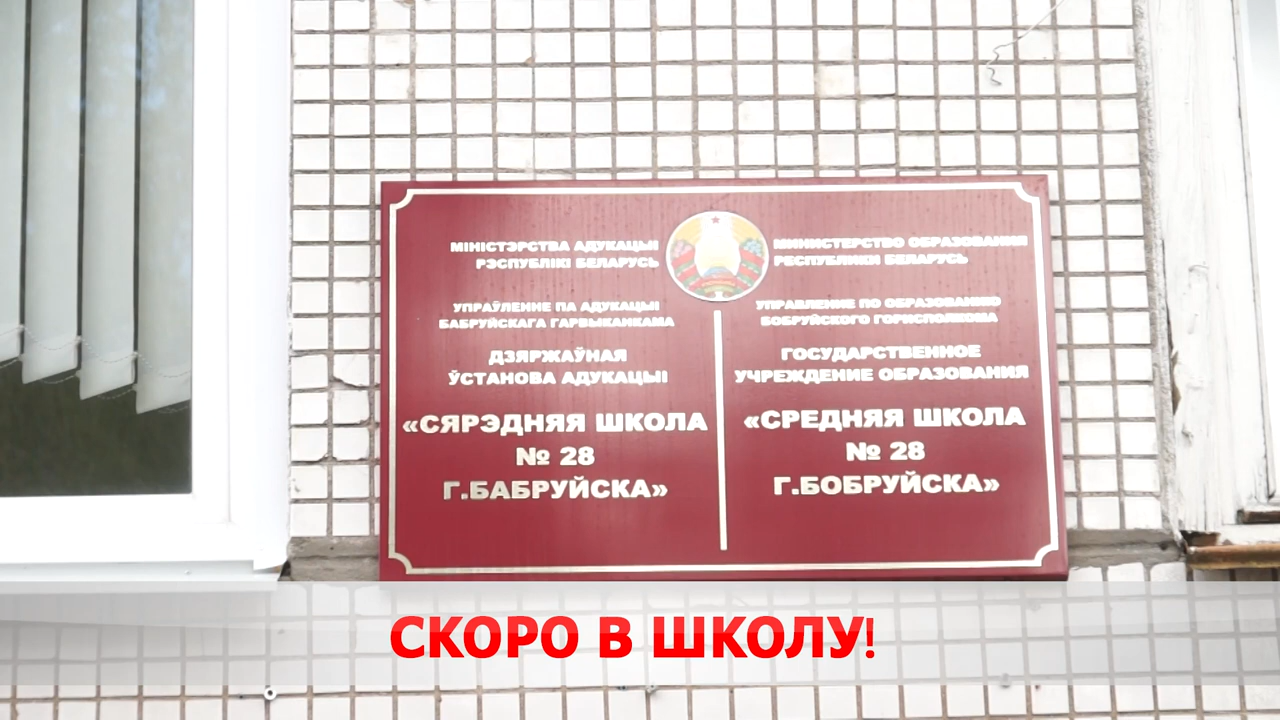 МІНІСТЭРСТВА АДУКАЦЫІ
РЭСПУБЛІКІ БЕЛАРУСЬ
УПРАЎЛЕННЕ ПА АДУКАЦЫІ
БАБРУЙСКАГА ГАРВЫКАНКАМА
ДЗЯРЖАЎНАЯ
ЎСТАНОВА АДУКАЦЫІ
«СЯРЭДНЯЯ ШКОЛА
№ 28
Г.БАБРУЙСКА»
МИНИСТЕРСТВО ОБРАЗОВАНИЯ
РЕСПУБЛИКИ БЕЛАРУСЬ
УПРАВЛЕНИЕ ПО ОБРАЗОВАНИЮ
БОБРУЙСКОГО ГОРИСПОЛКОМА
ГОСУДАРСТВЕННОЕ
УЧРЕЖДЕНИЕ ОБРАЗОВАНИЯ
«СРЕДНЯЯ ШКОЛА
№ 28
Г.БОБРУЙСКА»
СКОРО В ШКОЛУ!